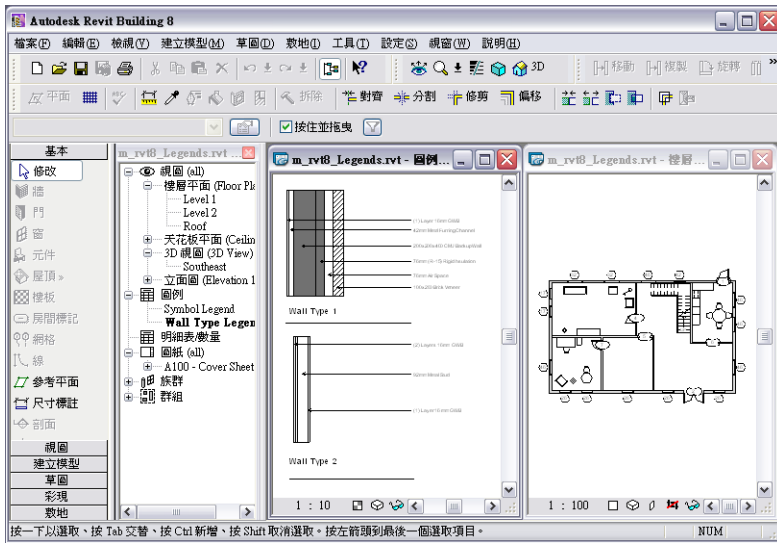 Autodesk Revit Building 8
檔案(F) 編輯(E) 檢視(V) 建立模型(M) 草圖(D) 敷地(I) 工具(T) 設定(S) 視窗(W) 說明(H)
3D 移動 複製 旋轉
平面 拆除 對齊 分割 修剪 偏移
按住並拖曳
基本
修改
牆
門
窗
元件
屋頂 »
樓板
房間標記
網格
線
參考平面
尺寸標註
剖面
視圖
建立模型
草圖
彩現
敷地
m_rvt8_Legends.rvt ...
視圖 (all)
樓層平面 (Floor Pla
Level 1
Level 2
Roof
天花板平面 (Ceilin
3D 視圖 (3D View)
Southeast
立面圖 (Elevation 1
圖例
Symbol Legend
Wall Type Legen
明細表/數量
圖紙 (all)
A100 - Cover Sheet
族群
群組
m_rvt8_Legends.rvt - 圖例...
Wall Type 1
Wall Type 2
1 : 10
m_rvt8_Legends.rvt - 樓層...
1 : 100
按一下以選取、按 Tab 交替、按 Ctrl 新增、按 Shift 取消選取。按左箭頭到最後一個選取項目。
NUM